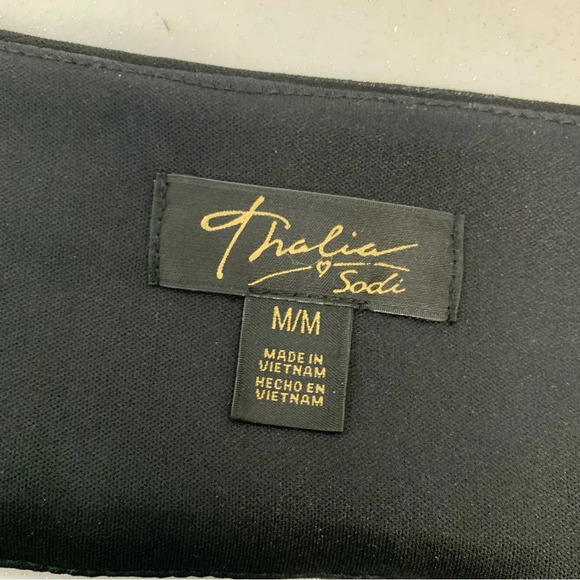 Thalia
Sodi
M/M
MADE IN
VIETNAM
HECHO EN
VIETNAM